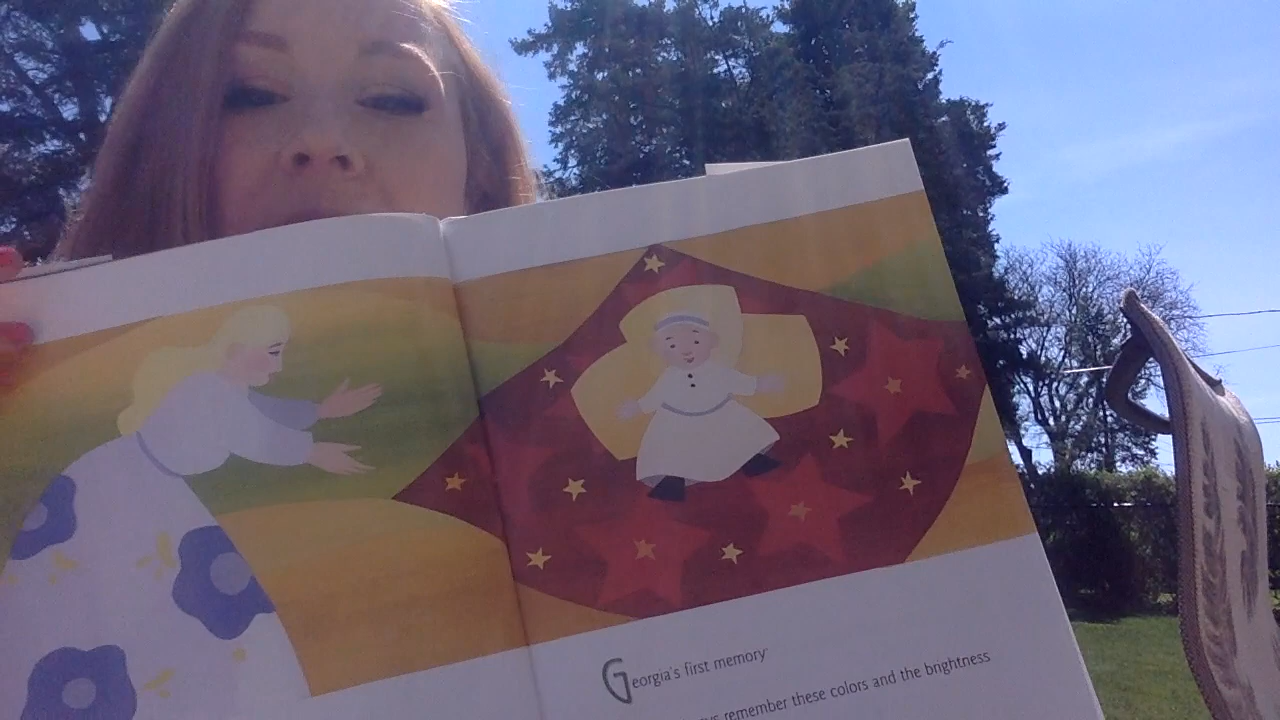 Georgia's first memory
remember these colors and the brightness